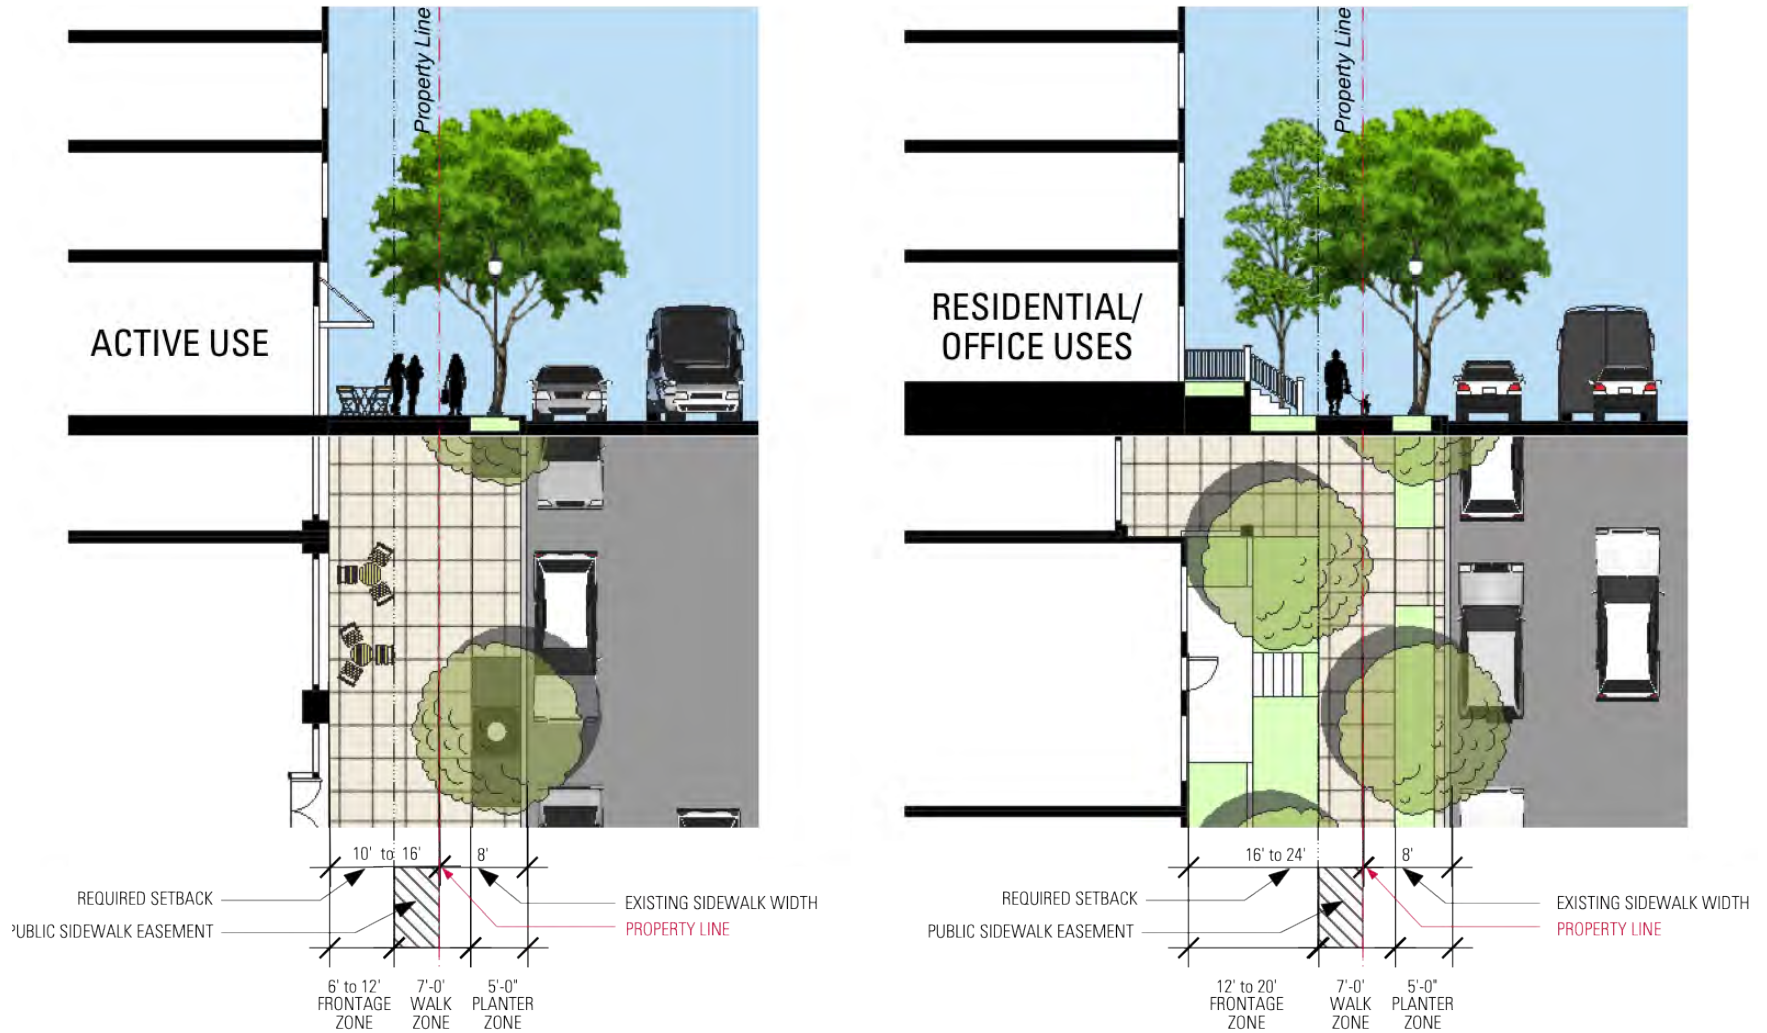 Property Line
ACTIVE USE
10' to 16'
8'
REQUIRED SETBACK
PUBLIC SIDEWALK EASEMENT
EXISTING SIDEWALK WIDTH
PROPERTY LINE
6' to 12'
FRONTAGE
ZONE
7'-0'
WALK
ZONE
5'-0"
PLANTER
ZONE
Property Line
RESIDENTIAL/
OFFICE USES
16' to 24'
8'
REQUIRED SETBACK
PUBLIC SIDEWALK EASEMENT
EXISTING SIDEWALK WIDTH
PROPERTY LINE
12' to 20'
FRONTAGE
ZONE
7'-0'
WALK
ZONE
5'-0"
PLANTER
ZONE